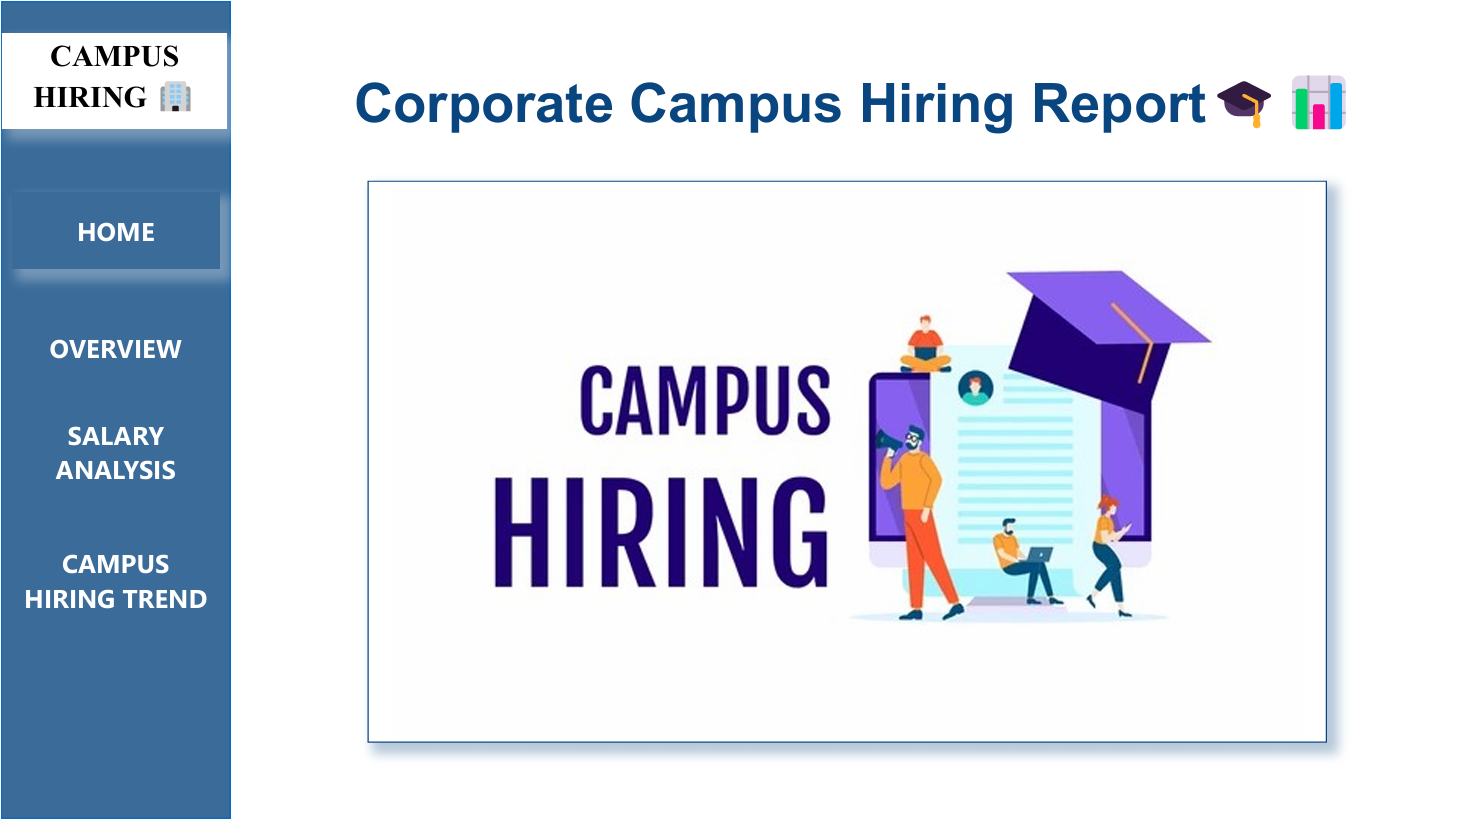 CAMPUS
HIRING
HOME
OVERVIEW
SALARY
ANALYSIS
CAMPUS
HIRING TREND
Corporate Campus Hiring Report
CAMPUS
HIRING